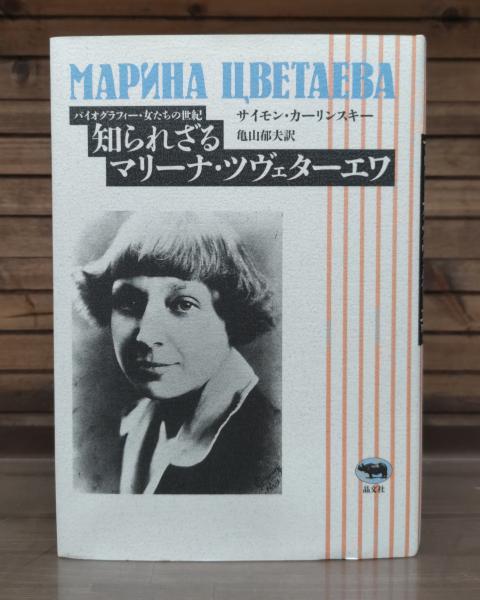 МАРИНА ЦВЕТАЕВА
バイオグラフィー・女たちの世紀
サイモン・カーリンスキー
亀山郁夫訳
知られざる
マリーナ・ツヴェターエワ
晶文社